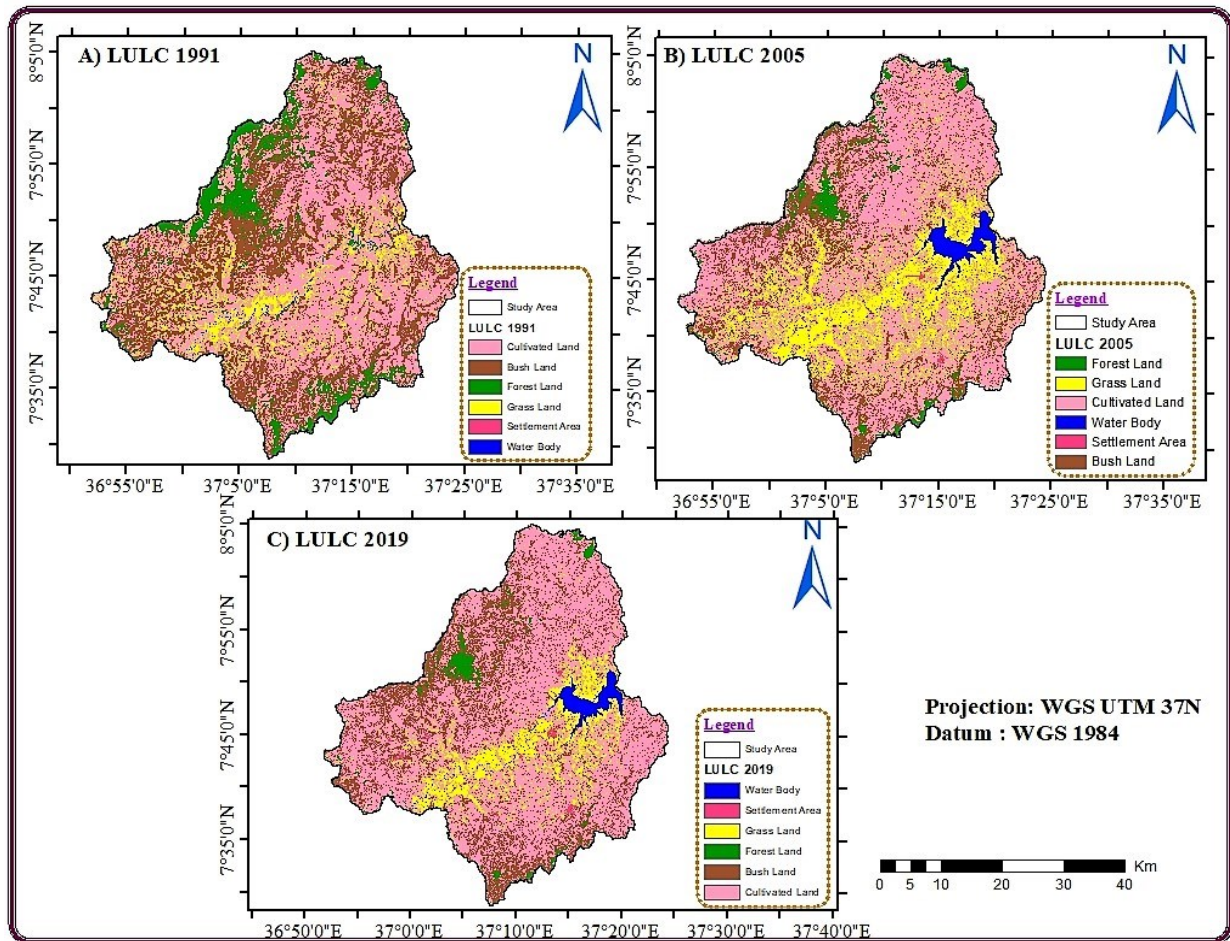 A) LULC 1991
N
8°5'0"N
7°55'0"N
7°45'0"N
7°35'0"N
Legend
Study Area
LULC 1991
Cultivated Land
Bush Land
Forest Land
Grass Land
Settlement Area
Water Body
36°55'0"E 37°5'0"E 37°15'0"E 37°25'0"E 37°35'0"E
B) LULC 2005
N
8°5'0"N
7°55'0"N
7°45'0"N
7°35'0"N
Legend
Study Area
LULC 2005
Forest Land
Grass Land
Cultivated Land
Water Body
Settlement Area
Bush Land
36°55'0"E 37°5'0"E 37°15'0"E 37°25'0"E 37°35'0"E
C) LULC 2019
N
8°5'0"N
7°55'0"N
7°45'0"N
7°35'0"N
Legend
Study Area
LULC 2019
Water Body
Settlement Area
Grass Land
Forest Land
Bush Land
Cultivated Land
36°50'0"E 37°0'0"E 37°10'0"E 37°20'0"E 37°30'0"E 37°40'0"E
Projection: WGS UTM 37N
Datum : WGS 1984
Km
0 5 10 20 30 40